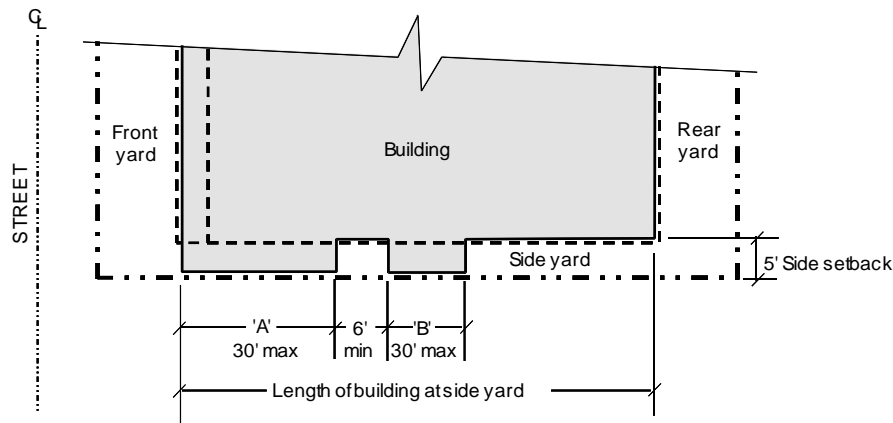 ℄
STREET
Front
yard
Building
Rear
yard
Side yard
5' Side setback
'A'
30' max
6'
min
'B'
30' max
Length of building at side yard